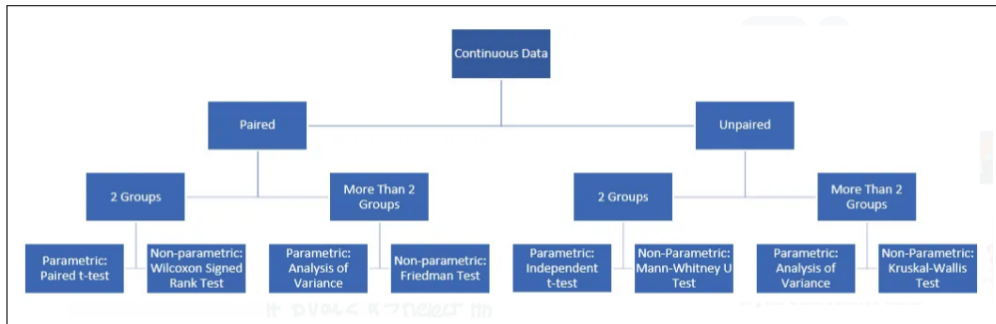 Continuous Data
Paired
Unpaired
2 Groups
More Than 2
Groups
2 Groups
More Than 2
Groups
Parametric:
Paired t-test
Non-parametric:
Wilcoxon Signed
Rank Test
Parametric:
Analysis of
Variance
Non-parametric:
Friedman Test
Parametric:
Independent
t-test
Non-Parametric:
Mann-Whitney U
Test
Parametric:
Analysis of
Variance
Non-Parametric:
Kruskal-Wallis
Test